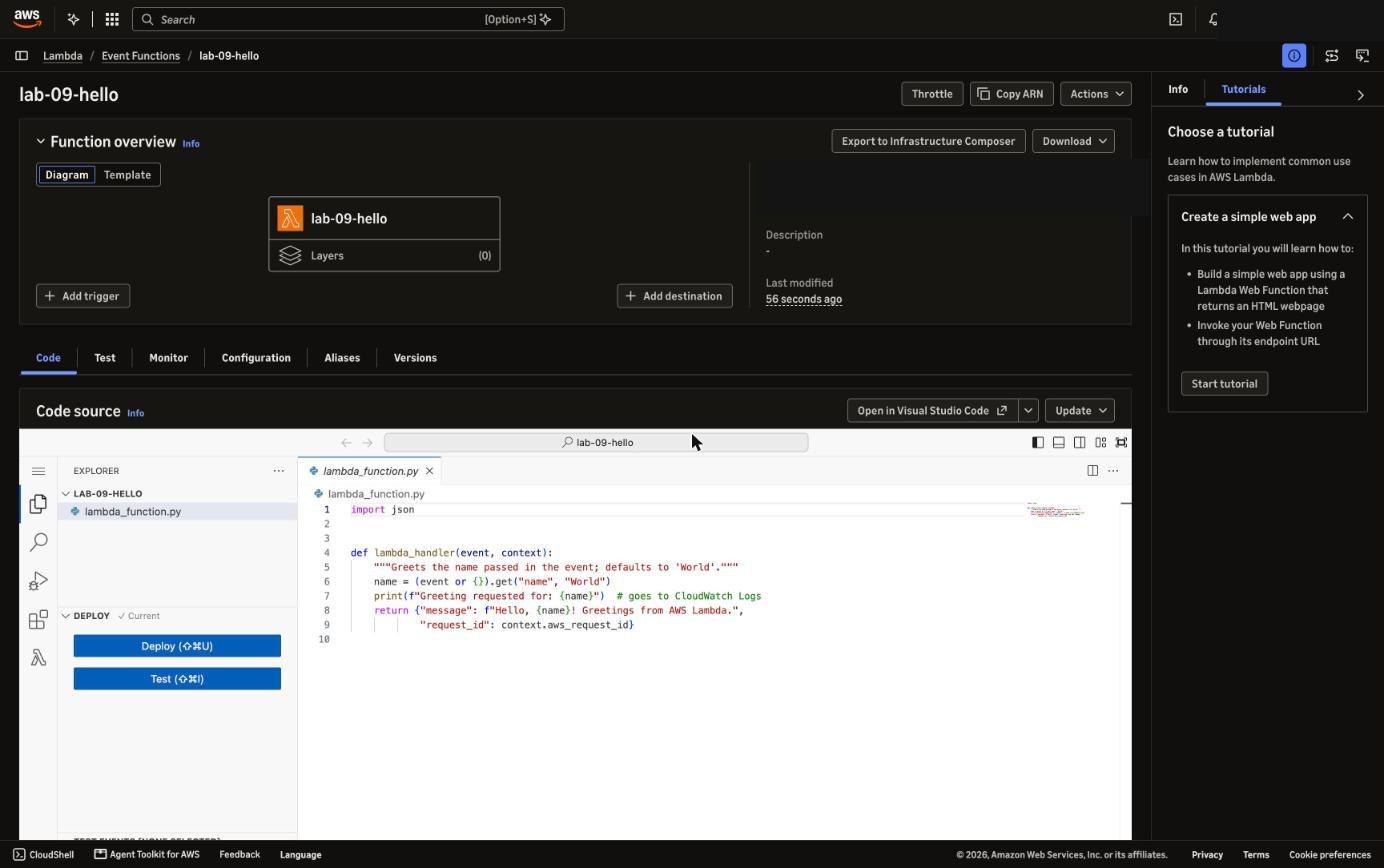 aws
Search [Option+S]
Lambda / Event Functions / lab-09-hello
lab-09-hello
Throttle Copy ARN Actions
Function overview Info
Export to Infrastructure Composer Download
Diagram Template
lab-09-hello
Layers (0)
+ Add trigger
+ Add destination
Description
-
Last modified
56 seconds ago
Code Test Monitor Configuration Aliases Versions
Code source Info
Open in Visual Studio Code Update
lab-09-hello
EXPLORER ...
LAB-09-HELLO
lambda_function.py
DEPLOY ✓ Current
Deploy (⇧⌘U)
Test (⇧⌘I)
lambda_function.py
lambda_function.py
1 import json
2
3
4 def lambda_handler(event, context):
5 """Greets the name passed in the event; defaults to 'World'."""
6 name = (event or {}).get("name", "World")
7 print(f"Greeting requested for: {name}")  # goes to CloudWatch Logs
8 return {"message": f"Hello, {name}! Greetings from AWS Lambda.",
9 "request_id": context.aws_request_id}
10
Info Tutorials
Choose a tutorial
Learn how to implement common use
cases in AWS Lambda.
Create a simple web app
In this tutorial you will learn how to:
• Build a simple web app using a
Lambda Web Function that
returns an HTML webpage
• Invoke your Web Function
through its endpoint URL
Start tutorial
CloudShell Agent Toolkit for AWS Feedback Language
© 2026, Amazon Web Services, Inc. or its affiliates. Privacy Terms Cookie preferences